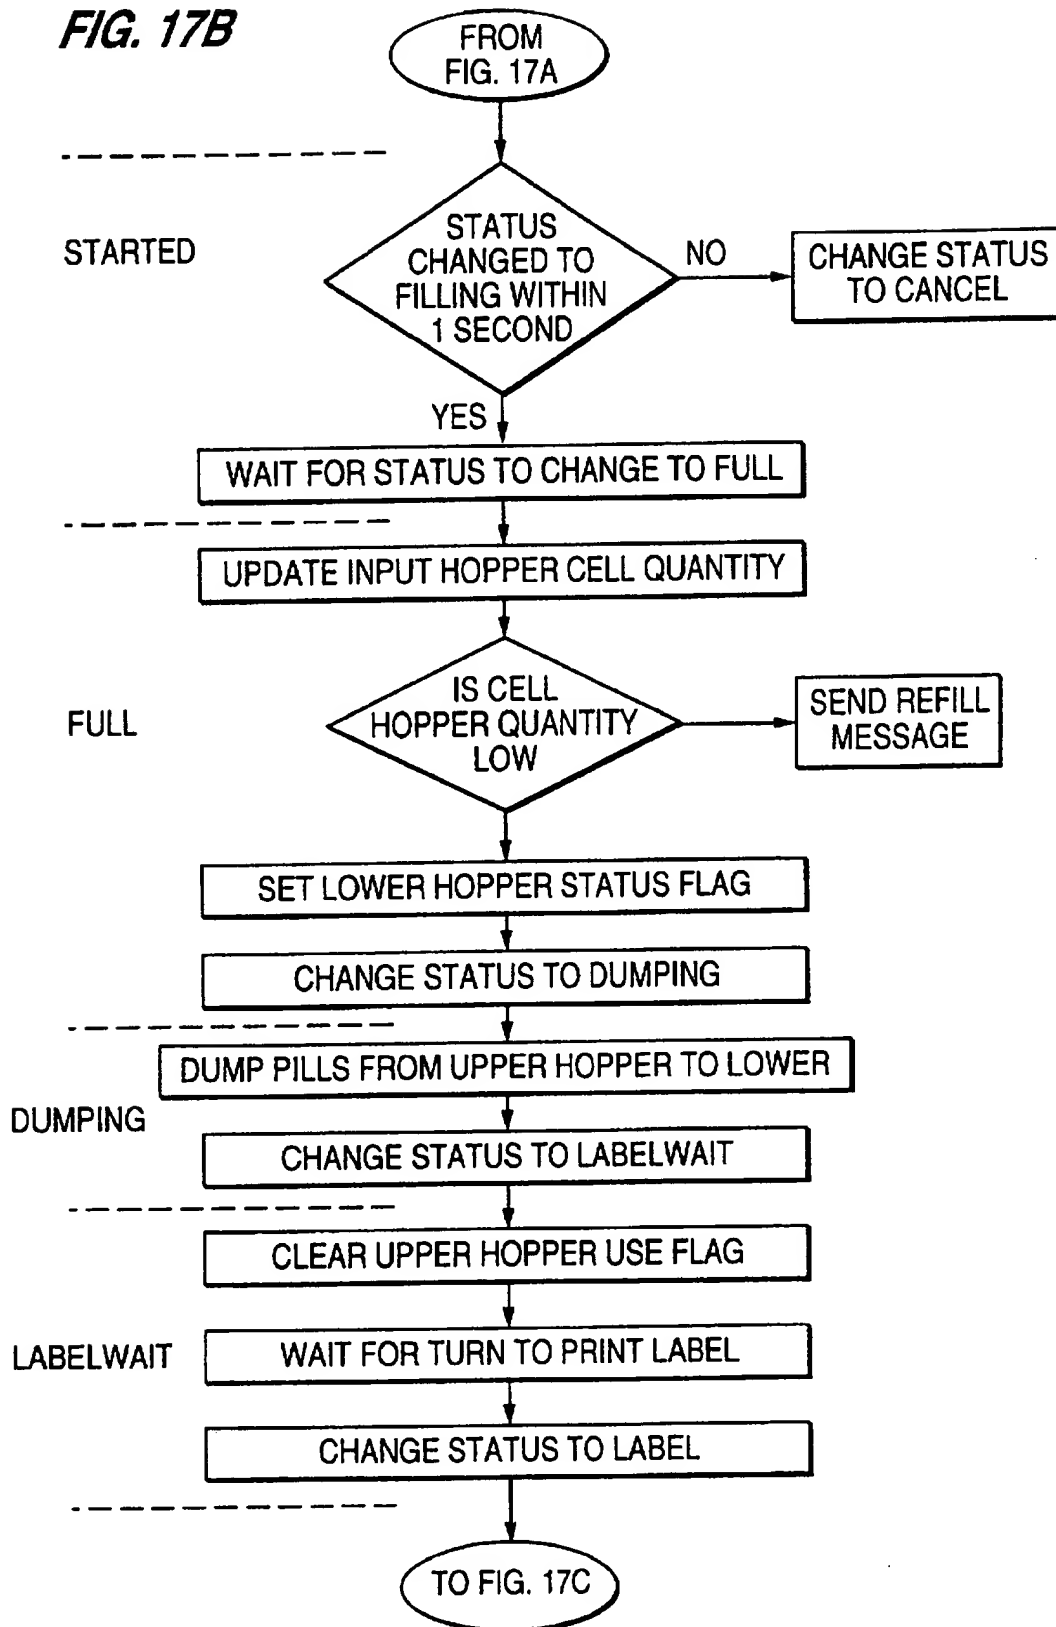 FIG. 17B
FROM
FIG. 17A
STARTED
STATUS
CHANGED TO
FILLING WITHIN
1 SECOND
NO
CHANGE STATUS
TO CANCEL
YES
WAIT FOR STATUS TO CHANGE TO FULL
UPDATE INPUT HOPPER CELL QUANTITY
FULL
IS CELL
HOPPER QUANTITY
LOW
SEND REFILL
MESSAGE
SET LOWER HOPPER STATUS FLAG
CHANGE STATUS TO DUMPING
DUMP PILLS FROM UPPER HOPPER TO LOWER
DUMPING
CHANGE STATUS TO LABELWAIT
CLEAR UPPER HOPPER USE FLAG
LABELWAIT
WAIT FOR TURN TO PRINT LABEL
CHANGE STATUS TO LABEL
TO FIG. 17C